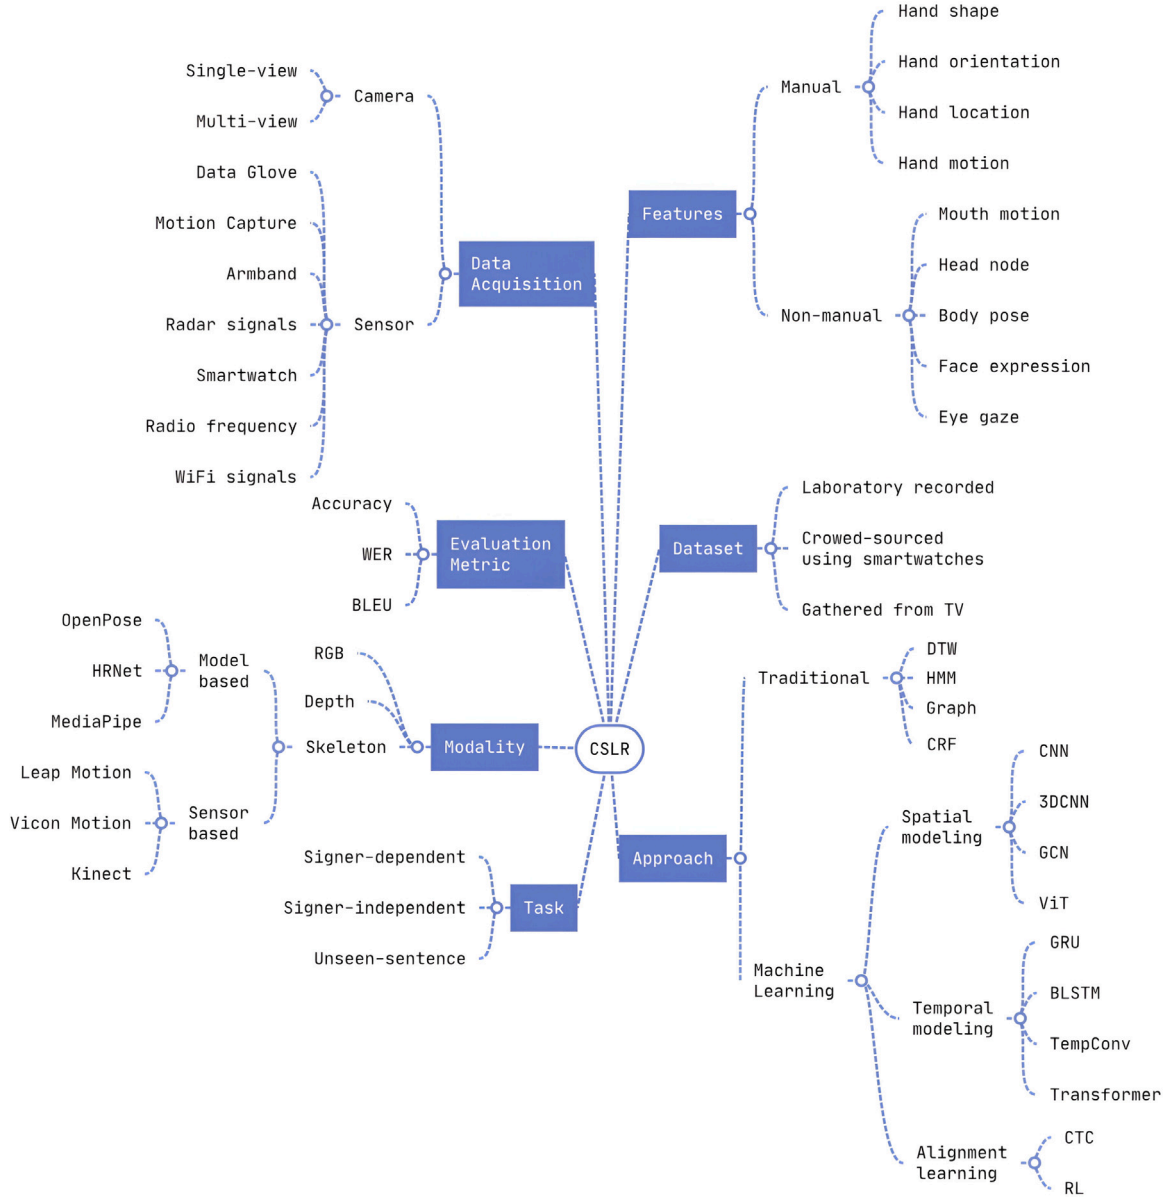 Hand shape
Hand orientation
Manual
Hand location
Hand motion
Features
Mouth motion
Head node
Non-manual
Body pose
Face expression
Eye gaze
Single-view
Camera
Multi-view
Data Glove
Motion Capture
Data
Acquisition
Armband
Radar signals
Sensor
Smartwatch
Radio frequency
WiFi signals
Accuracy
Evaluation
Metric
WER
BLEU
Laboratory recorded
Dataset
Crowed-sourced
using smartwatches
Gathered from TV
OpenPose
HRNet
Model
based
MediaPipe
RGB
Depth
Skeleton
Modality
CSLR
Leap Motion
Vicon Motion
Sensor
based
Kinect
Signer-dependent
Signer-independent
Task
Unseen-sentence
Approach
Traditional
DTW
HMM
Graph
CRF
Machine
Learning
Spatial
modeling
CNN
3DCNN
GCN
ViT
Temporal
modeling
GRU
BLSTM
TempConv
Transformer
Alignment
learning
CTC
RL